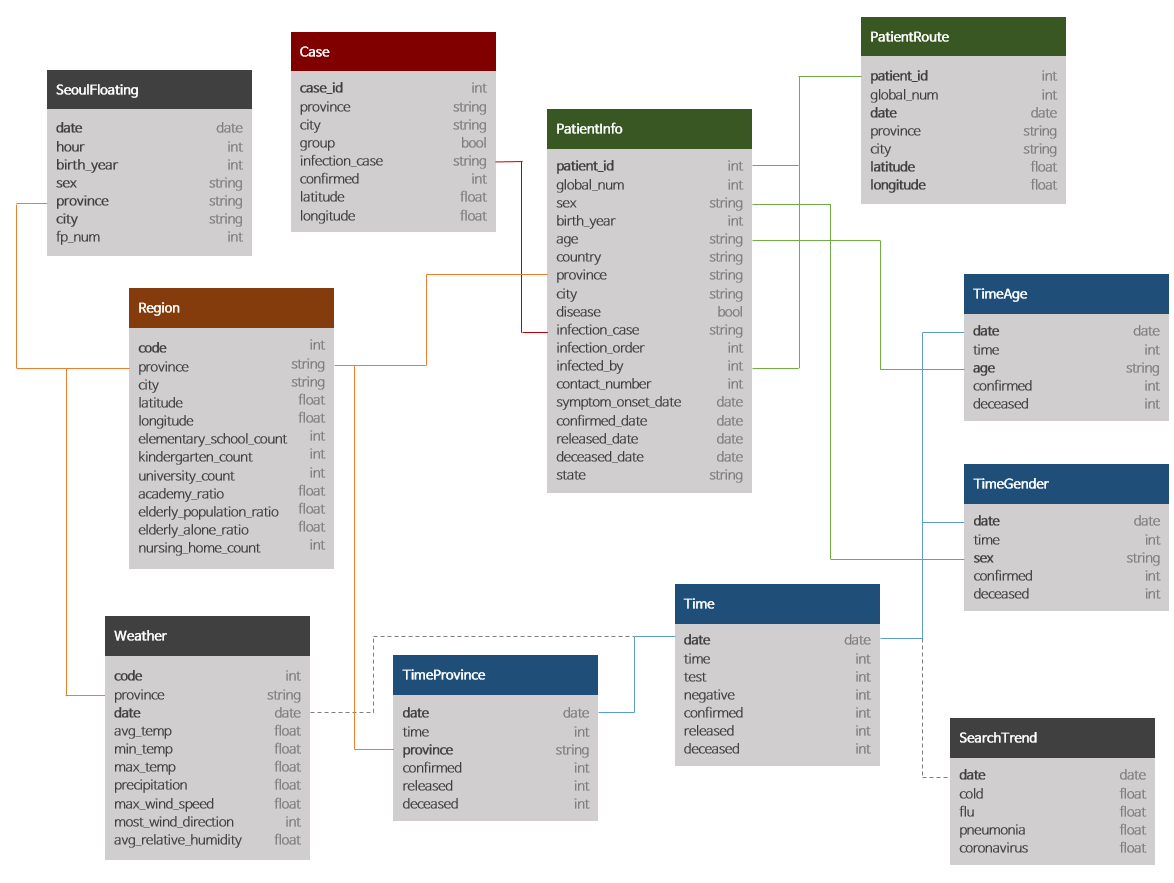 SeoulFloating
date date
hour int
birth_year int
sex string
province string
city string
fp_num int
Case
case_id int
province string
city string
group bool
infection_case string
confirmed int
latitude float
longitude float
PatientInfo
patient_id int
global_num int
sex string
birth_year int
age string
country string
province string
city string
disease bool
infection_case string
infection_order int
infected_by int
contact_number int
symptom_onset_date date
confirmed_date date
released_date date
deceased_date date
state string
PatientRoute
patient_id int
global_num int
date date
province string
city string
latitude float
longitude float
Region
code int
province string
city string
latitude float
longitude float
elementary_school_count int
kindergarten_count int
university_count int
academy_ratio float
elderly_population_ratio float
elderly_alone_ratio float
nursing_home_count int
TimeAge
date date
time int
age string
confirmed int
deceased int
TimeGender
date date
time int
sex string
confirmed int
deceased int
Weather
code int
province string
date date
avg_temp float
min_temp float
max_temp float
precipitation float
max_wind_speed float
most_wind_direction int
avg_relative_humidity float
TimeProvince
date date
time int
province string
confirmed int
released int
deceased int
Time
date date
time int
test int
negative int
confirmed int
released int
deceased int
SearchTrend
date date
cold float
flu float
pneumonia float
coronavirus float